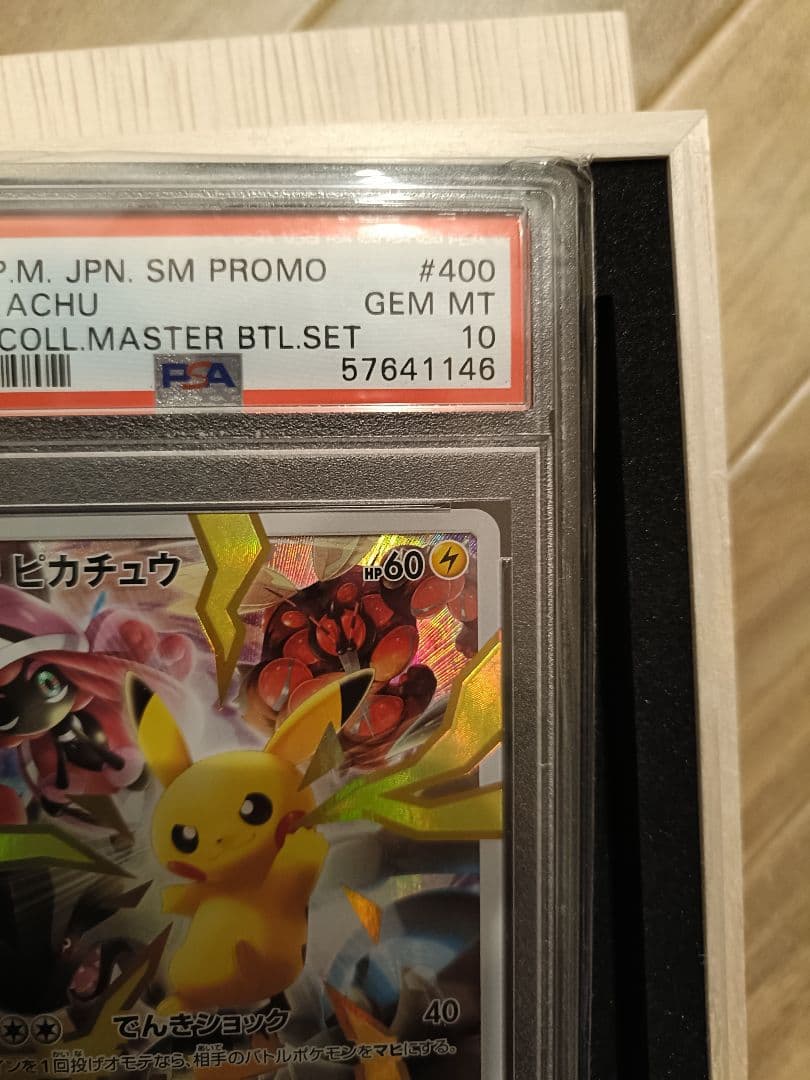 P.M. JPN. SM PROMO #400
ACHU GEM MT
COLL.MASTER BTL.SET 10
PSA 57641146
ピカチュウ HP60
でんきショック 40
インを1回投げオモテなら、相手のバトルポケモンをマヒにする。